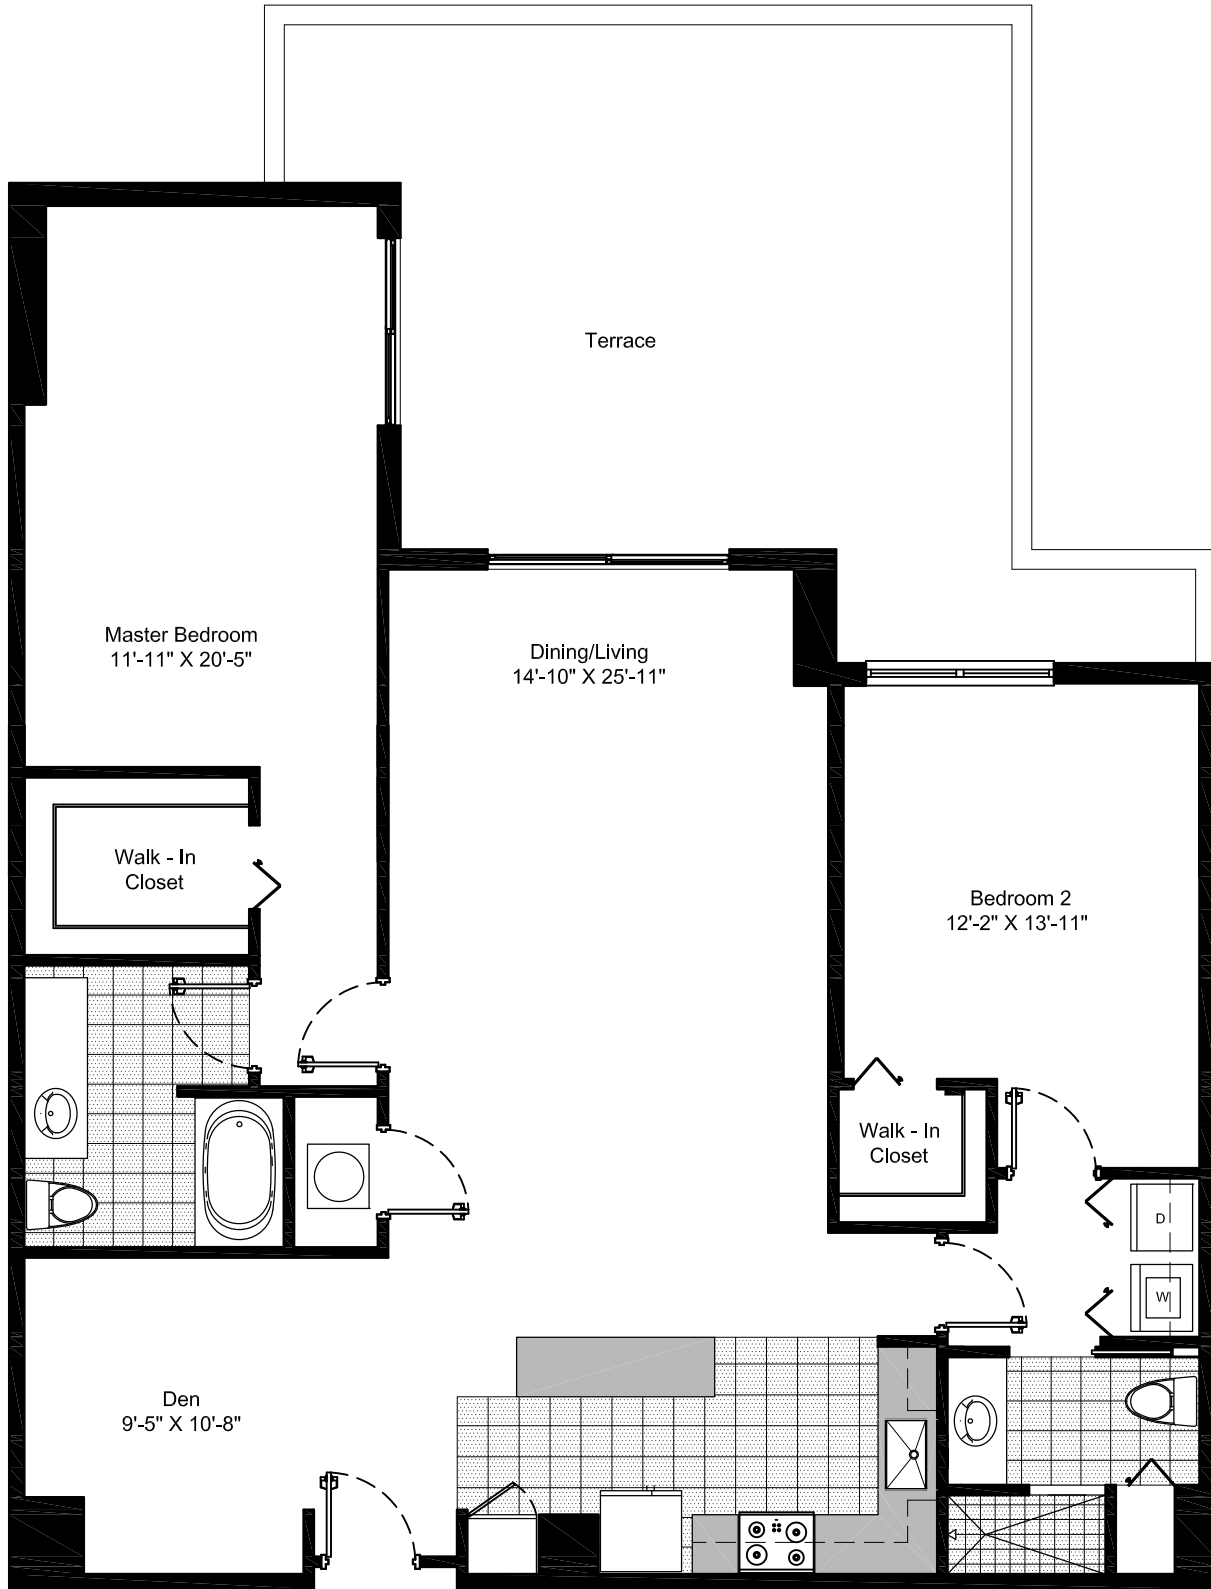 Terrace
Master Bedroom
11'-11" X 20'-5"
Dining/Living
14'-10" X 25'-11"
Walk - In
Closet
Bedroom 2
12'-2" X 13'-11"
Walk - In
Closet
D
W
Den
9'-5" X 10'-8"